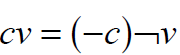 cv = (−c)¬v